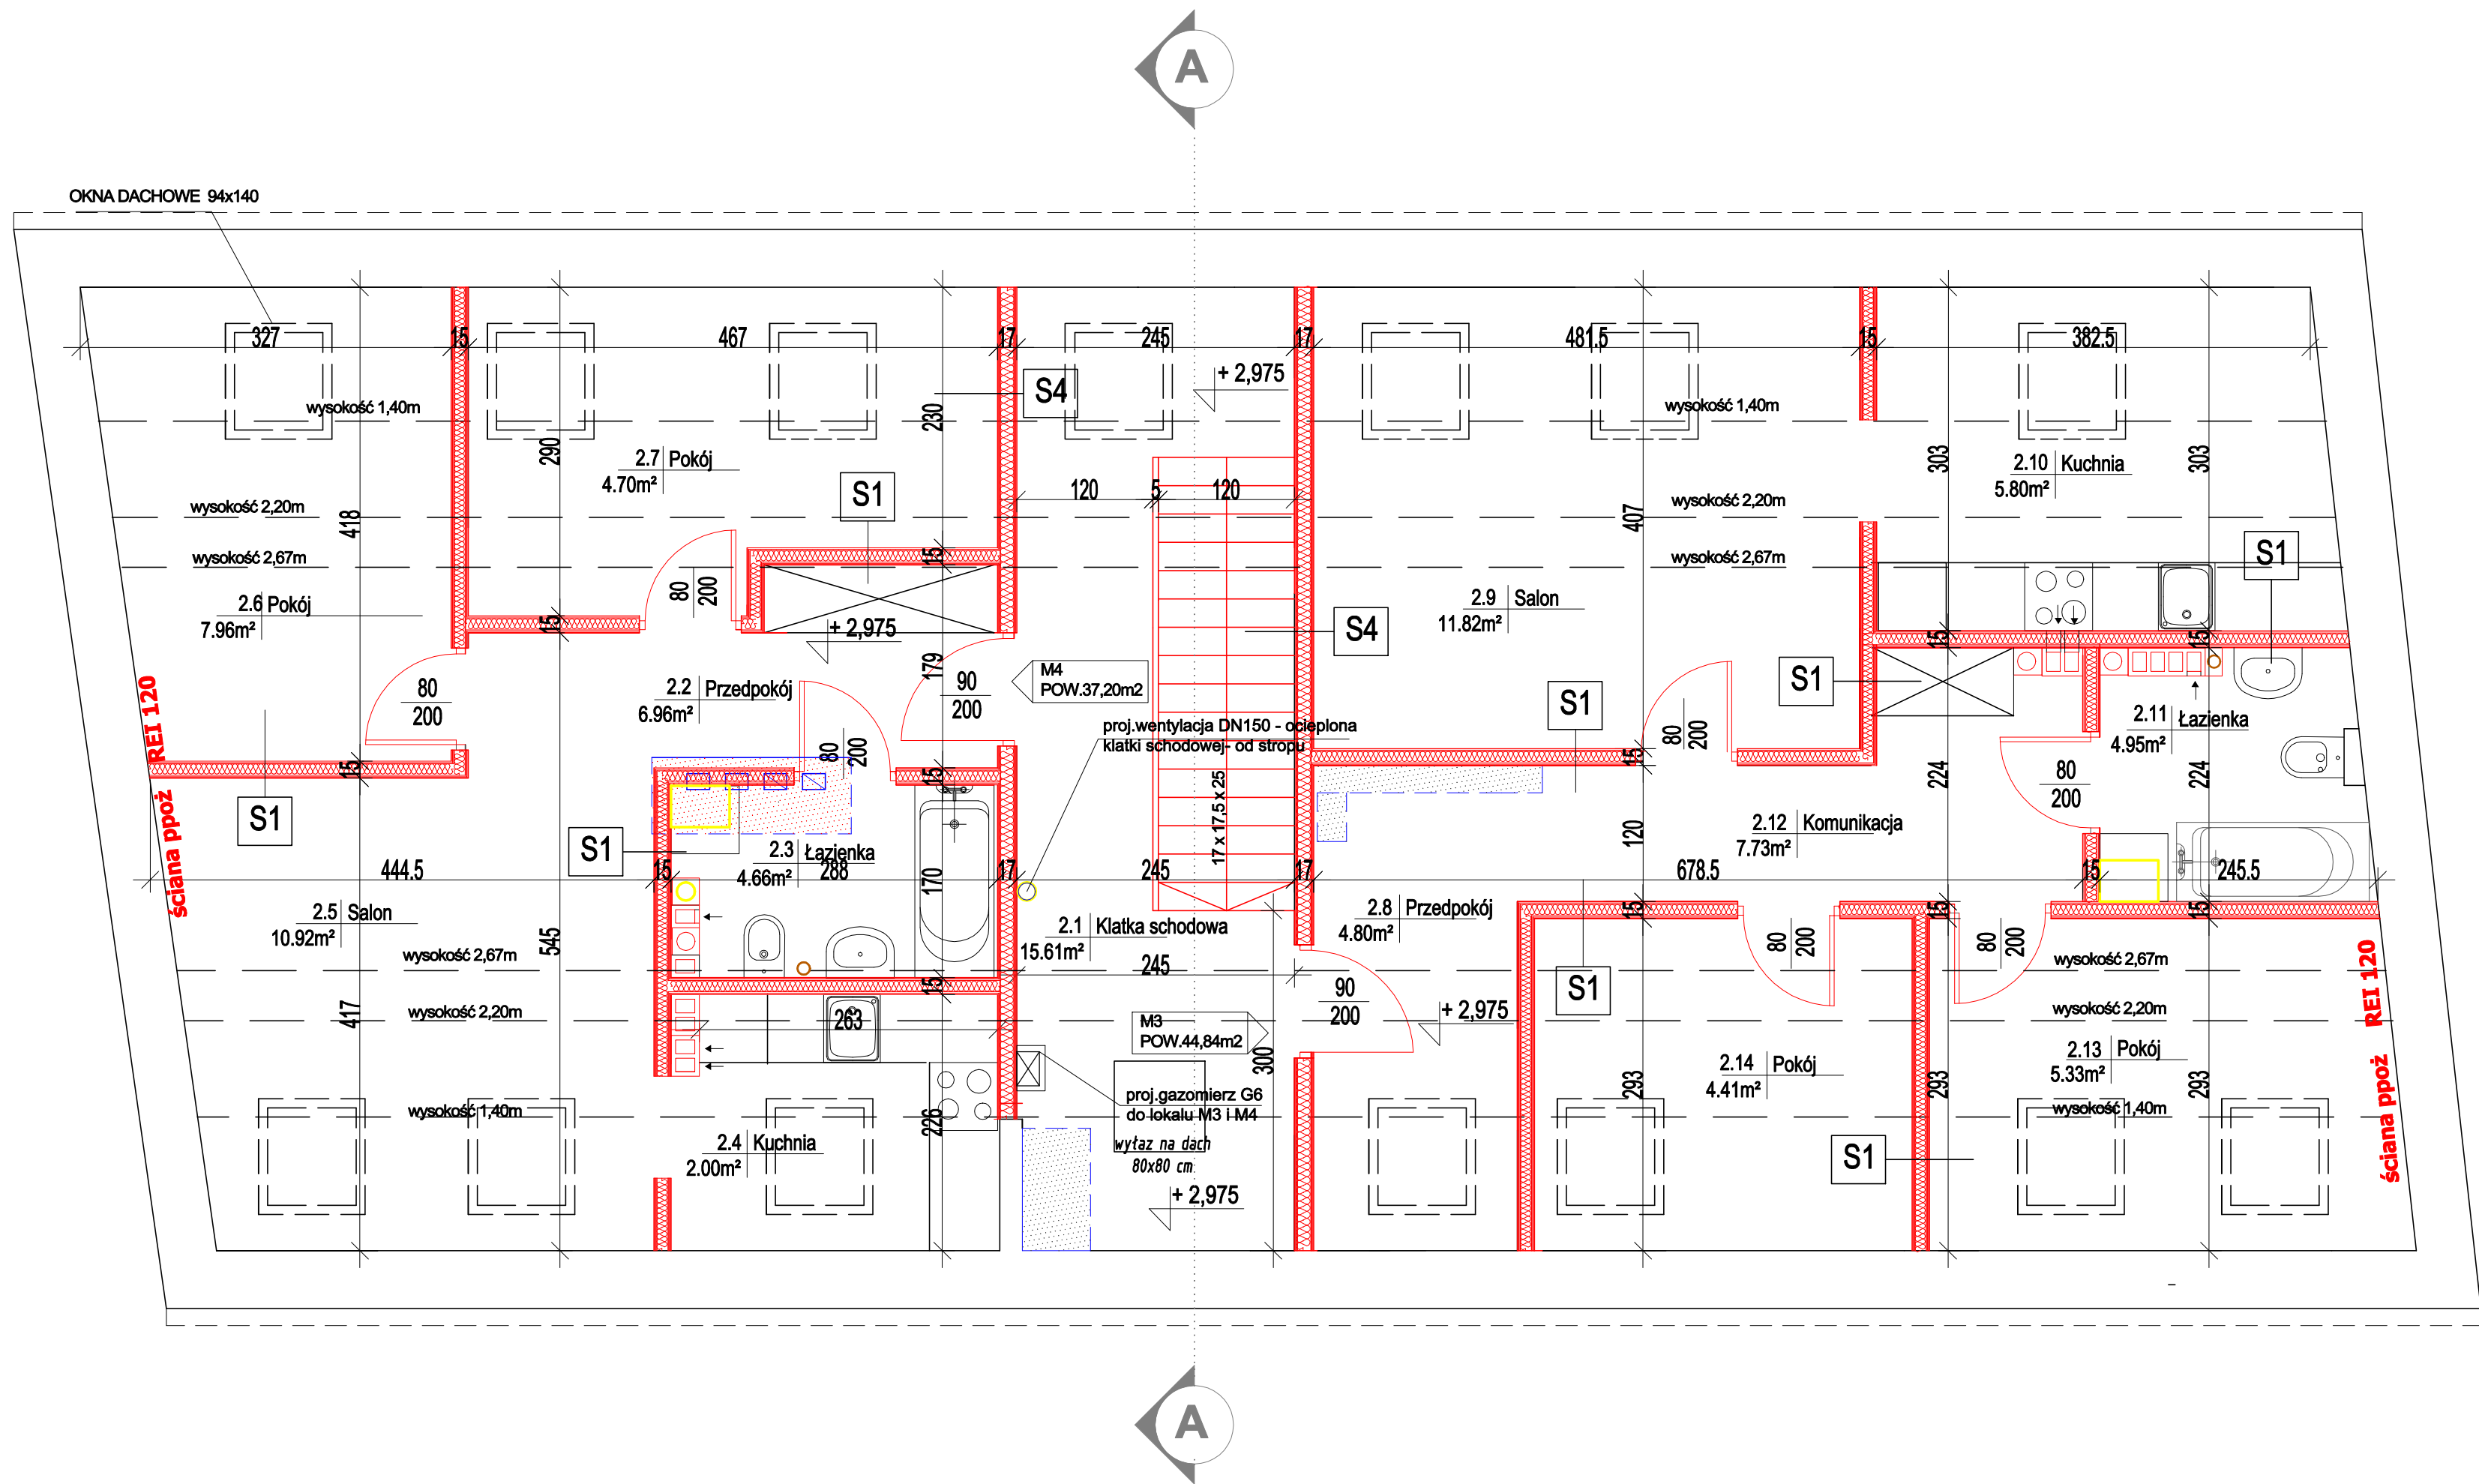 A
OKNA DACHOWE 94x140
327
15
467
17
245
17
481.5
15
382.5
+ 2,975
S4
wysokość 1,40m
wysokość 1,40m
230
290
303
303
2.7 Pokój
4.70m²
2.10 Kuchnia
5.80m²
S1
120
5
120
wysokość 2,20m
wysokość 2,20m
418
407
wysokość 2,67m
wysokość 2,67m
15
S1
80
200
2.6 Pokój
7.96m²
2.9 Salon
11.82m²
15
+ 2,975
S4
15
15
179
M4
POW.37,20m2
80
200
2.2 Przedpokój
6.96m²
90
200
S1
S1
REI 120
ściana ppoż
proj.wentylacja DN150 - ocieplona
klatki schodowej- od stropu
80
200
80
200
2.11 Łazienka
4.95m²
15
15
15
224
80
200
224
S1
S1
17 x 17,5 x 25
120
2.12 Komunikacja
7.73m²
2.3 Łazienka
4.66m²
444.5
15
288
17
245
17
678.5
15
245.5
170
2.5 Salon
10.92m²
2.1 Klatka schodowa
15.61m²
2.8 Przedpokój
4.80m²
15
15
15
545
80
200
80
200
wysokość 2,67m
245
wysokość 2,67m
15
S1
90
200
REI 120
ściana ppoż
417
wysokość 2,20m
263
M3
POW.44,84m2
+ 2,975
wysokość 2,20m
300
2.14 Pokój
4.41m²
2.13 Pokój
5.33m²
293
293
293
wysokość 1,40m
226
proj.gazomierz G6
do lokalu M3 i M4
wysokość 1,40m
2.4 Kuchnia
2.00m²
wyłaz na dach
80x80 cm
S1
+ 2,975
A